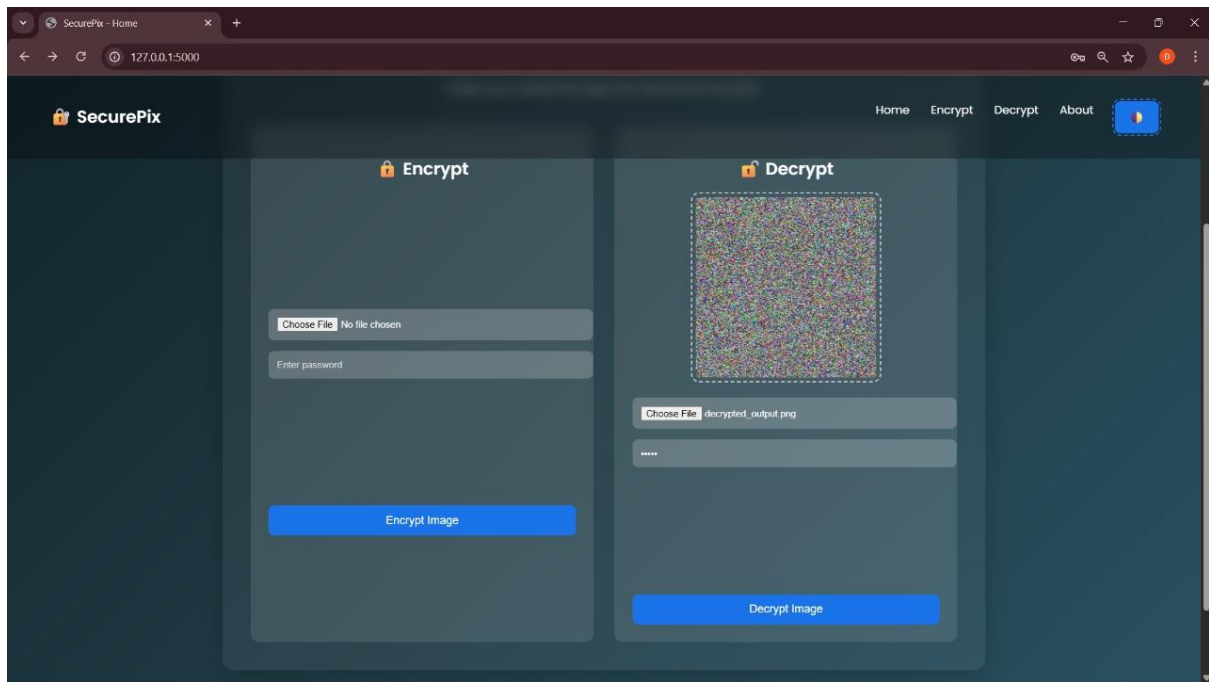 SecurePix - Home
127.0.0.1:5000
D
SecurePix
Home Encrypt Decrypt About
Encrypt
Choose File No file chosen
Enter password
Encrypt Image
Decrypt
Choose File decrypted_output.png
•••••
Decrypt Image